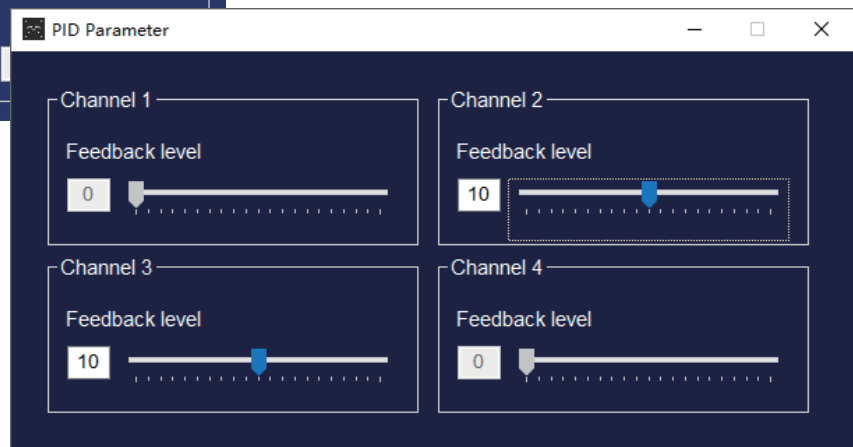 PID Parameter
Channel 1
Feedback level
0
Channel 2
Feedback level
10
Channel 3
Feedback level
10
Channel 4
Feedback level
0